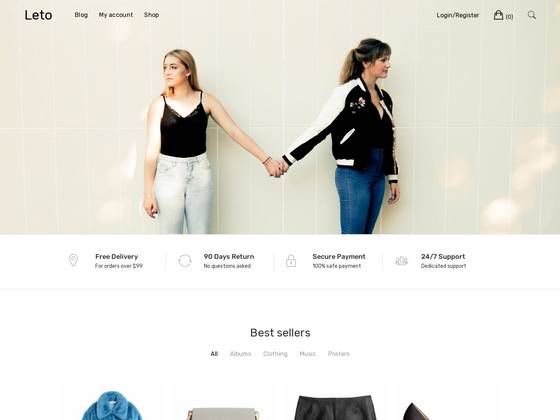 Leto
Blog My account Shop
Login/Register (0)
Free Delivery
For orders over $99
90 Days Return
No questions asked
Secure Payment
100% safe payment
24/7 Support
Dedicated support
Best sellers
All Albums Clothing Music Posters